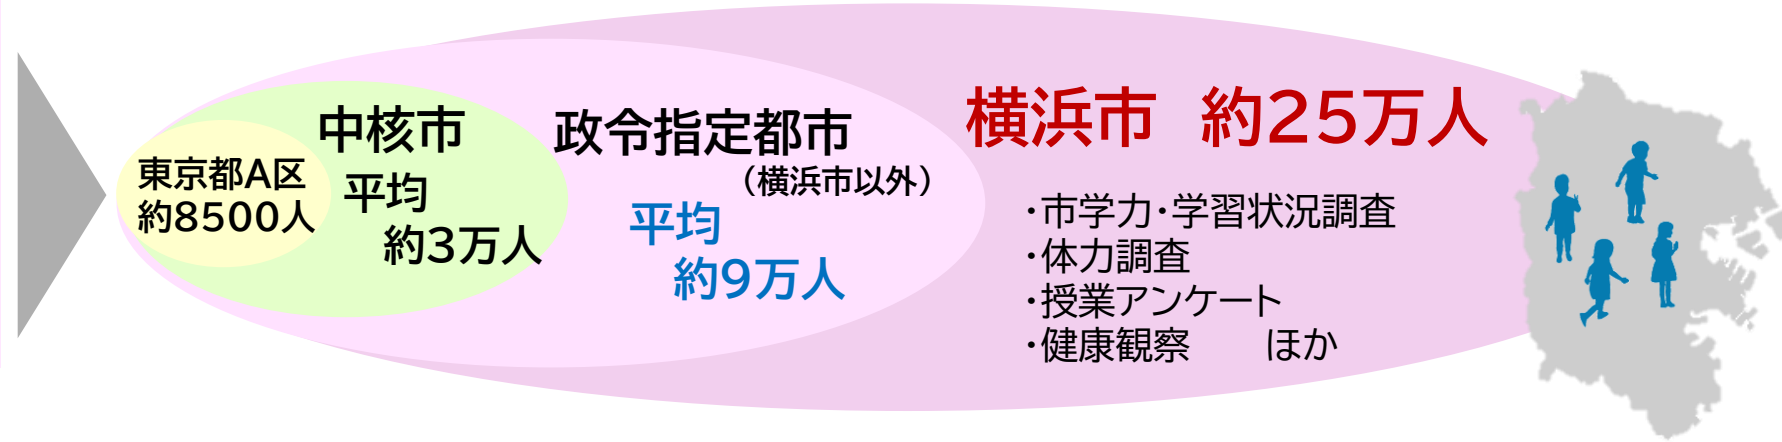 東京都A区
約8500人
中核市
平均
約3万人
政令指定都市
（横浜市以外）
平均
約9万人
横浜市　約25万人
・市学力・学習状況調査
・体力調査
・授業アンケート
・健康観察　　ほか